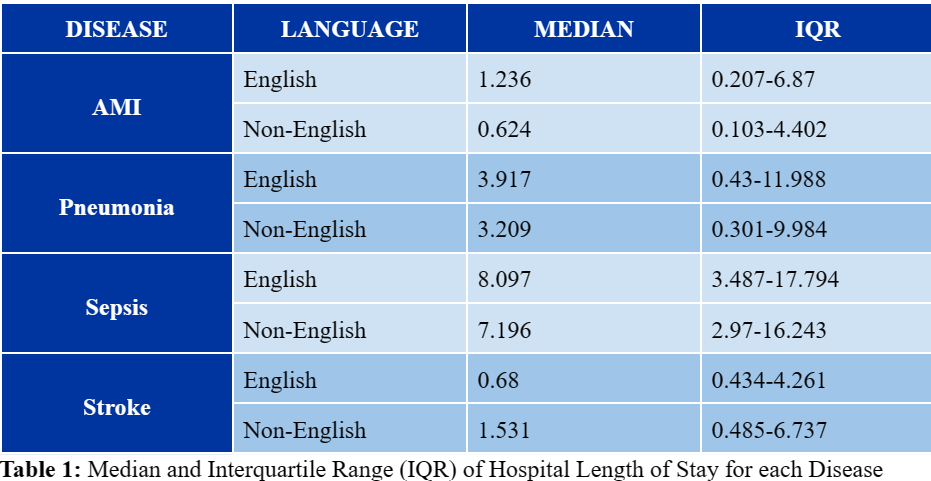 DISEASE LANGUAGE MEDIAN IQR
AMI
English 1.236 0.207-6.87
Non-English 0.624 0.103-4.402
Pneumonia
English 3.917 0.43-11.988
Non-English 3.209 0.301-9.984
Sepsis
English 8.097 3.487-17.794
Non-English 7.196 2.97-16.243
Stroke
English 0.68 0.434-4.261
Non-English 1.531 0.485-6.737
Table 1: Median and Interquartile Range (IQR) of Hospital Length of Stay for each Disease